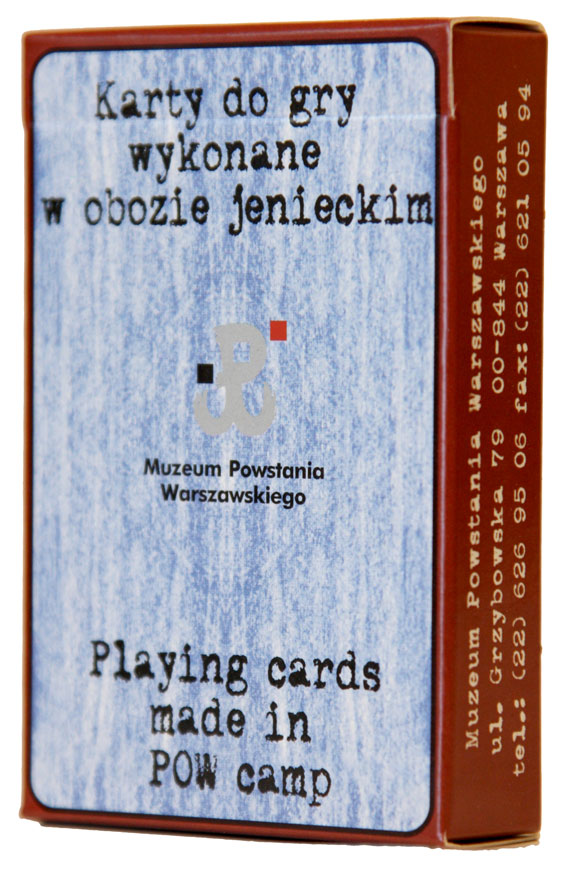 Karty do gry
wykonane
w obozie jenieckim
Muzeum Powstania
Warszawskiego
Playing cards
made in
POW camp
Muzeum Powstania Warszawskiego
ul. Grzybowska 79 00-844 Warszawa
tel.: (22) 626 95 06 fax: (22) 621 05 94